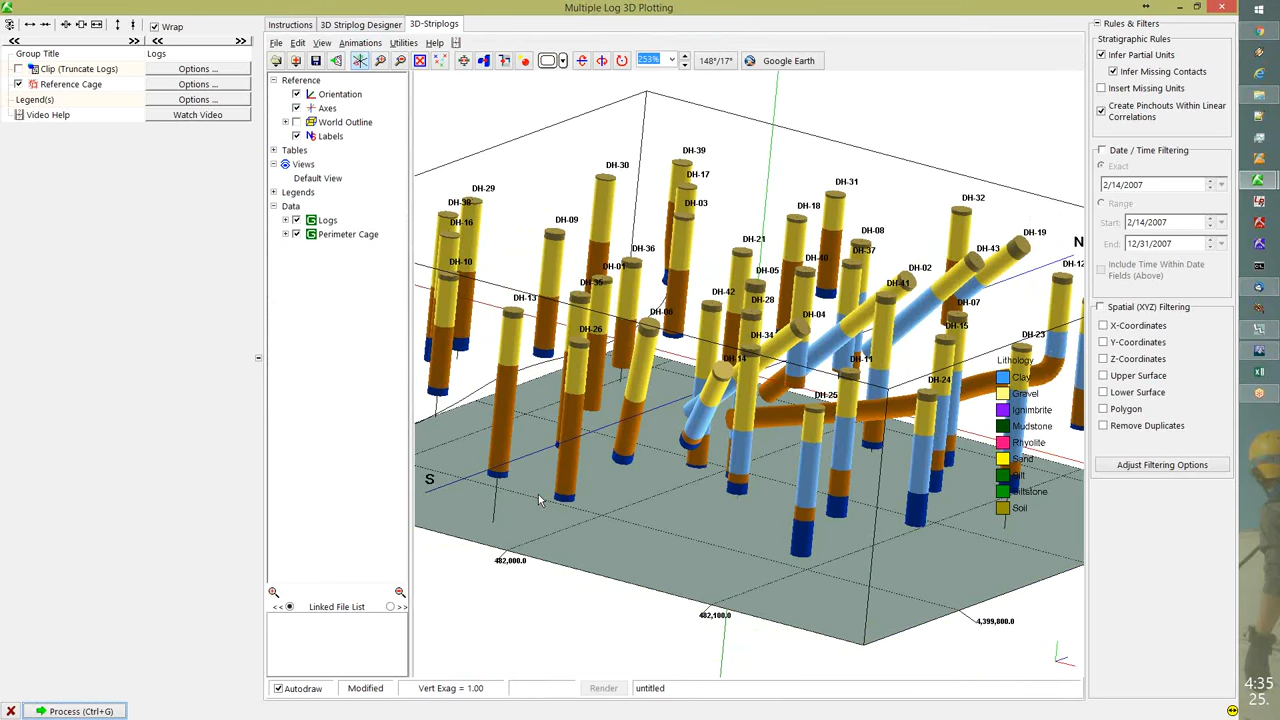 Multiple Log 3D Plotting
Wrap
Instructions
3D Striplog Designer
3D-Striplogs
<< >> << >>
Group Title
Logs
Clip (Truncate Logs)
Options ...
Reference Cage
Options ...
Legend(s)
Options ...
Video Help
Watch Video
File Edit View Animations Utilities Help
253%
148°/17°
Google Earth
Reference
Orientation
Axes
World Outline
Labels
Tables
Views
Default View
Legends
Data
Logs
Perimeter Cage
<< Linked File List >>
DH-39
DH-30
DH-17
DH-31
DH-29
DH-38
DH-03
DH-18
DH-32
DH-16
DH-09
DH-08
DH-19
DH-21
DH-36
DH-37
DH-43
N
DH-10
DH-01
DH-05
DH-40
DH-02
DH-12
DH-35
DH-41
DH-13
DH-42
DH-28
DH-07
DH-04
DH-26
DH-15
DH-34
DH-23
DH-14
DH-11
DH-24
DH-25
S
Lithology
Clay
Gravel
Ignimbrite
Mudstone
Rhyolite
Sand
Silt
Siltstone
Soil
482,000.0
482,100.0
4,399,800.0
Autodraw
Modified
Vert Exag = 1.00
Render
untitled
Rules & Filters
Stratigraphic Rules:
Infer Partial Units
Infer Missing Contacts
Insert Missing Units
Create Pinchouts Within Linear
Correlations
Date / Time Filtering
Exact
2/14/2007
Range
Start: 2/14/2007
End: 12/31/2007
Include Time Within Date
Fields (Above)
Spatial (XYZ) Filtering
X-Coordinates
Y-Coordinates
Z-Coordinates
Upper Surface
Lower Surface
Polygon
Remove Duplicates
Adjust Filtering Options
Process (Ctrl+G)
4:35
25.